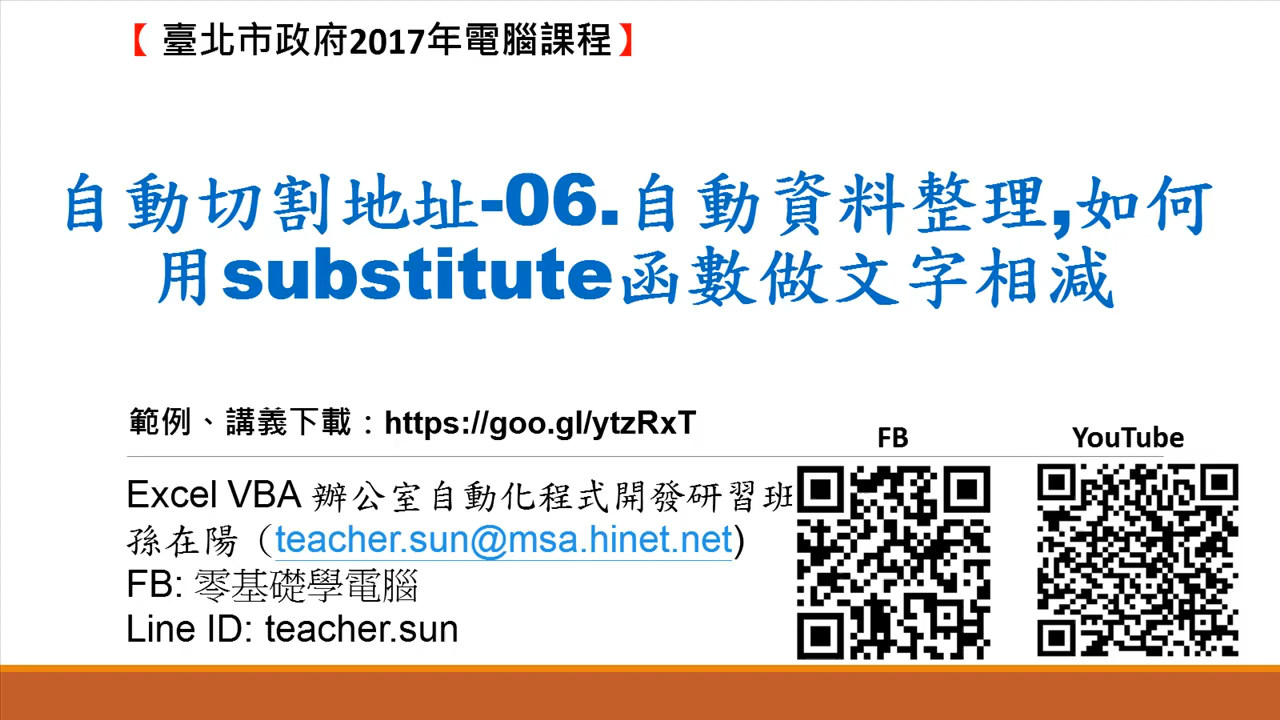 【 臺北市政府2017年電腦課程】
自動切割地址-06.自動資料整理,如何
用substitute函數做文字相減
範例、講義下載：https://goo.gl/ytzRxT
FB
YouTube
Excel VBA 辦公室自動化程式開發研習班
孫在陽（teacher.sun@msa.hinet.net)
FB: 零基礎學電腦
Line ID: teacher.sun